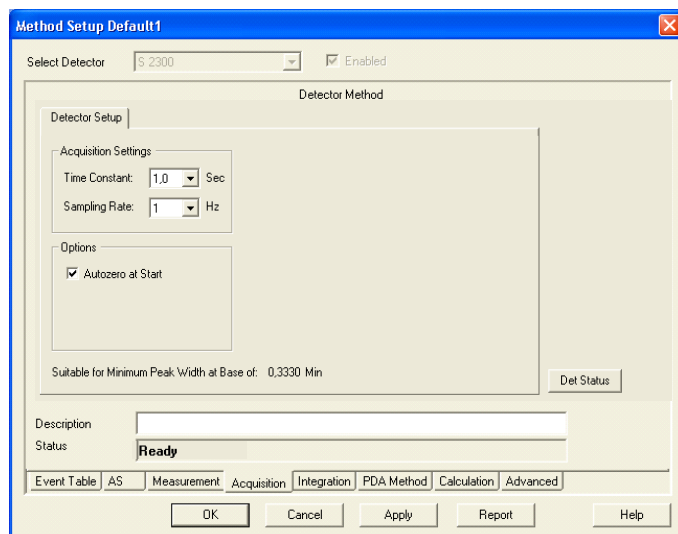 Method Setup Default1
Select Detector S 2300 Enabled
Detector Method
Detector Setup
Acquisition Settings
Time Constant: 1,0 Sec
Sampling Rate: 1 Hz
Options
Autozero at Start
Suitable for Minimum Peak Width at Base of: 0,3330 Min
Det Status
Description
Status Ready
Event Table AS Measurement Acquisition Integration PDA Method Calculation Advanced
OK Cancel Apply Report Help